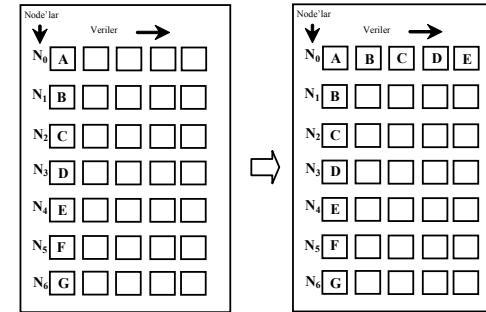 Node`lar
Veriler
N0 A
N1 B
N2 C
N3 D
N4 E
N5 F
N6 G
Node`lar
Veriler
N0 A B C D E
N1 B
N2 C
N3 D
N4 E
N5 F
N6 G